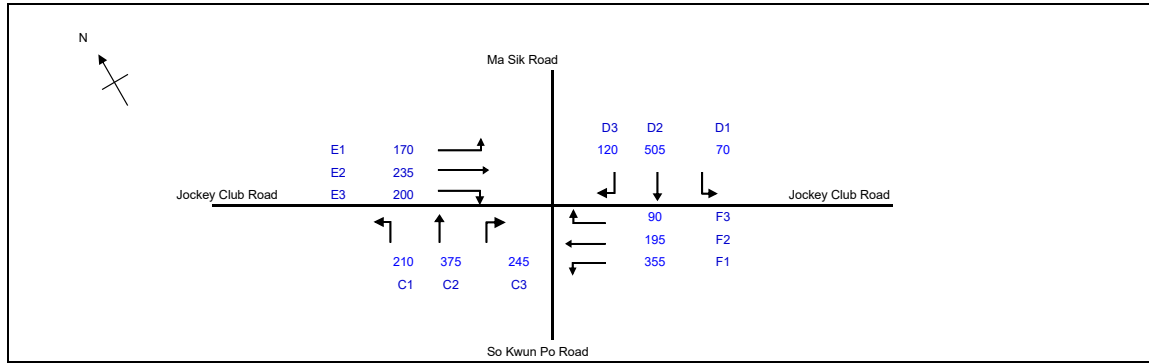 N
Ma Sik Road
D3 D2 D1
E1 170 120 505 70
E2 235
E3 200
Jockey Club Road Jockey Club Road
90 F3
195 F2
210 375 245 355 F1
C1 C2 C3
So Kwun Po Road